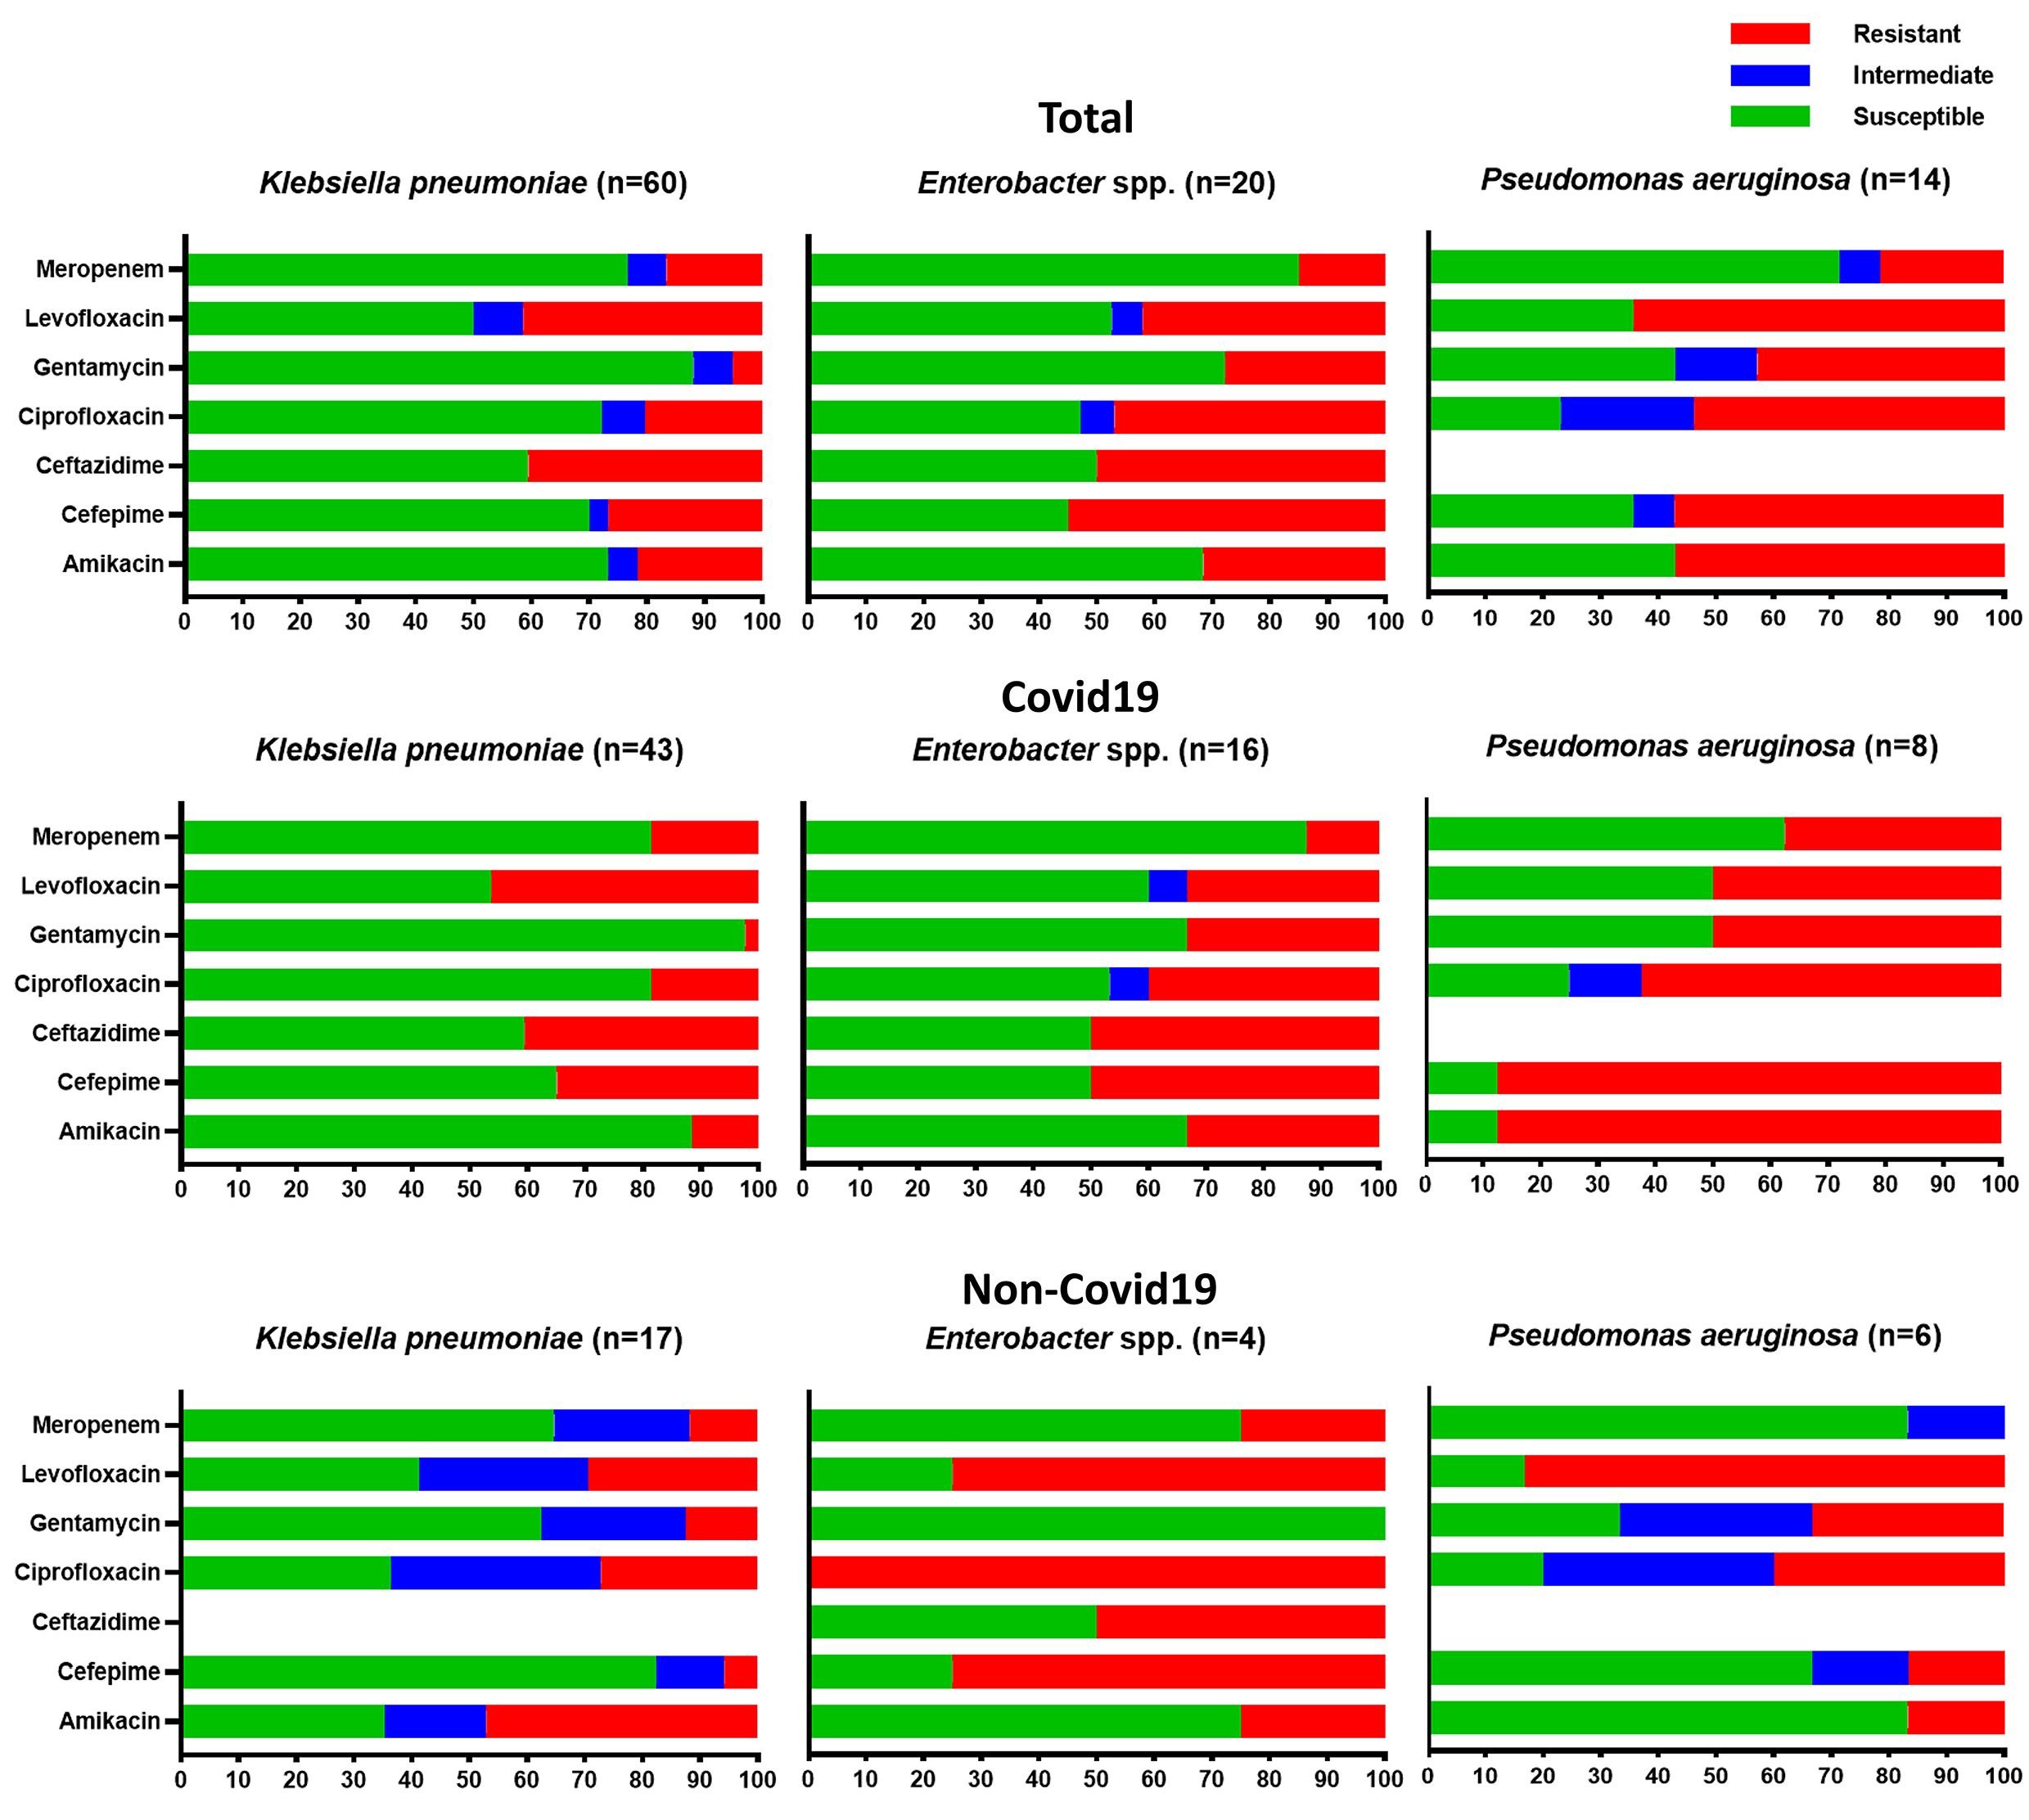 Resistant
Intermediate
Susceptible
Total
Klebsiella pneumoniae (n=60)
Enterobacter spp. (n=20)
Pseudomonas aeruginosa (n=14)
Meropenem
Levofloxacin
Gentamycin
Ciprofloxacin
Ceftazidime
Cefepime
Amikacin
0 10 20 30 40 50 60 70 80 90 100
0 10 20 30 40 50 60 70 80 90 100
0 10 20 30 40 50 60 70 80 90 100
Covid19
Klebsiella pneumoniae (n=43)
Enterobacter spp. (n=16)
Pseudomonas aeruginosa (n=8)
Meropenem
Levofloxacin
Gentamycin
Ciprofloxacin
Ceftazidime
Cefepime
Amikacin
0 10 20 30 40 50 60 70 80 90 100
0 10 20 30 40 50 60 70 80 90 100
0 10 20 30 40 50 60 70 80 90 100
Non-Covid19
Klebsiella pneumoniae (n=17)
Enterobacter spp. (n=4)
Pseudomonas aeruginosa (n=6)
Meropenem
Levofloxacin
Gentamycin
Ciprofloxacin
Ceftazidime
Cefepime
Amikacin
0 10 20 30 40 50 60 70 80 90 100
0 10 20 30 40 50 60 70 80 90 100
0 10 20 30 40 50 60 70 80 90 100